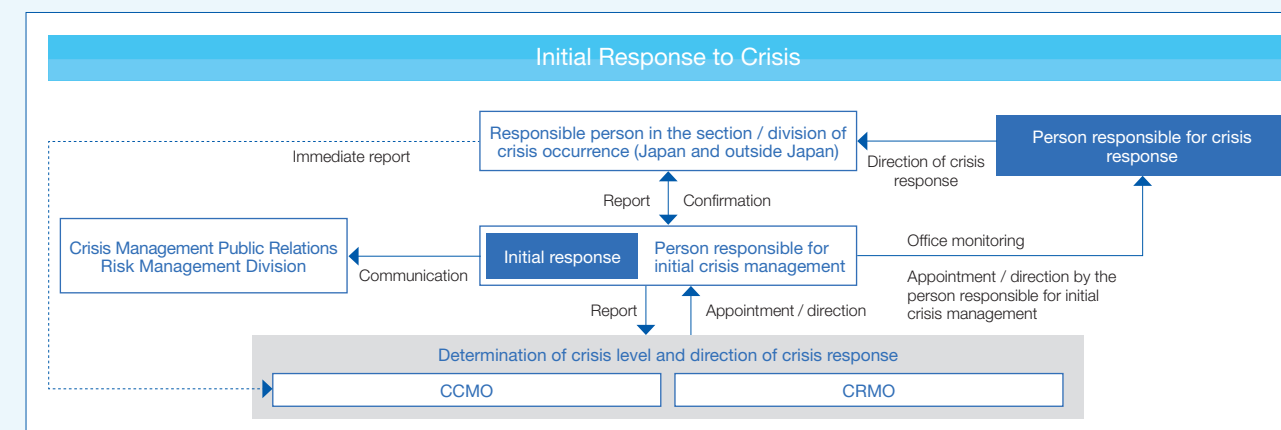 Initial Response to Crisis
Responsible person in the section / division of
crisis occurrence (Japan and outside Japan)
Person responsible for crisis
response
Immediate report
Direction of crisis
response
Report
Confirmation
Crisis Management Public Relations
Risk Management Division
Communication
Initial response
Person responsible for
initial crisis management
Office monitoring
Appointment / direction by the
person responsible for initial
crisis management
Report
Appointment / direction
Determination of crisis level and direction of crisis response
CCMO
CRMO